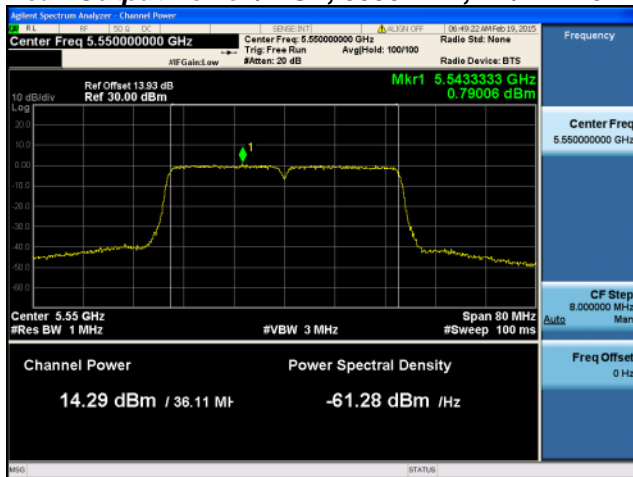 Agilent Spectrum Analyzer - Channel Power
RL RF 50 Ω DC SENSE:INT ALIGN OFF 06:49:22 AM Feb 19, 2015
Center Freq 5.550000000 GHz Center Freq: 5.550000000 GHz Radio Std: None Frequency
Trig: Free Run Avg|Hold: 100/100
#IFGain:Low #Atten: 20 dB Radio Device: BTS
Ref Offset 13.93 dB Mkr1 5.5433333 GHz
10 dB/div Ref 30.00 dBm 0.79006 dBm
Log
20.0
10.0
0.00
-10.0
-20.0
-30.0
-40.0
-50.0
-60.0
1
Center Freq
5.550000000 GHz
Center 5.55 GHz Span 80 MHz
#Res BW 1 MHz #VBW 3 MHz #Sweep 100 ms
CF Step
8.000000 MHz
Auto Man
Channel Power Power Spectral Density
14.29 dBm / 36.11 MH -61.28 dBm /Hz
Freq Offset
0 Hz
MSG STATUS